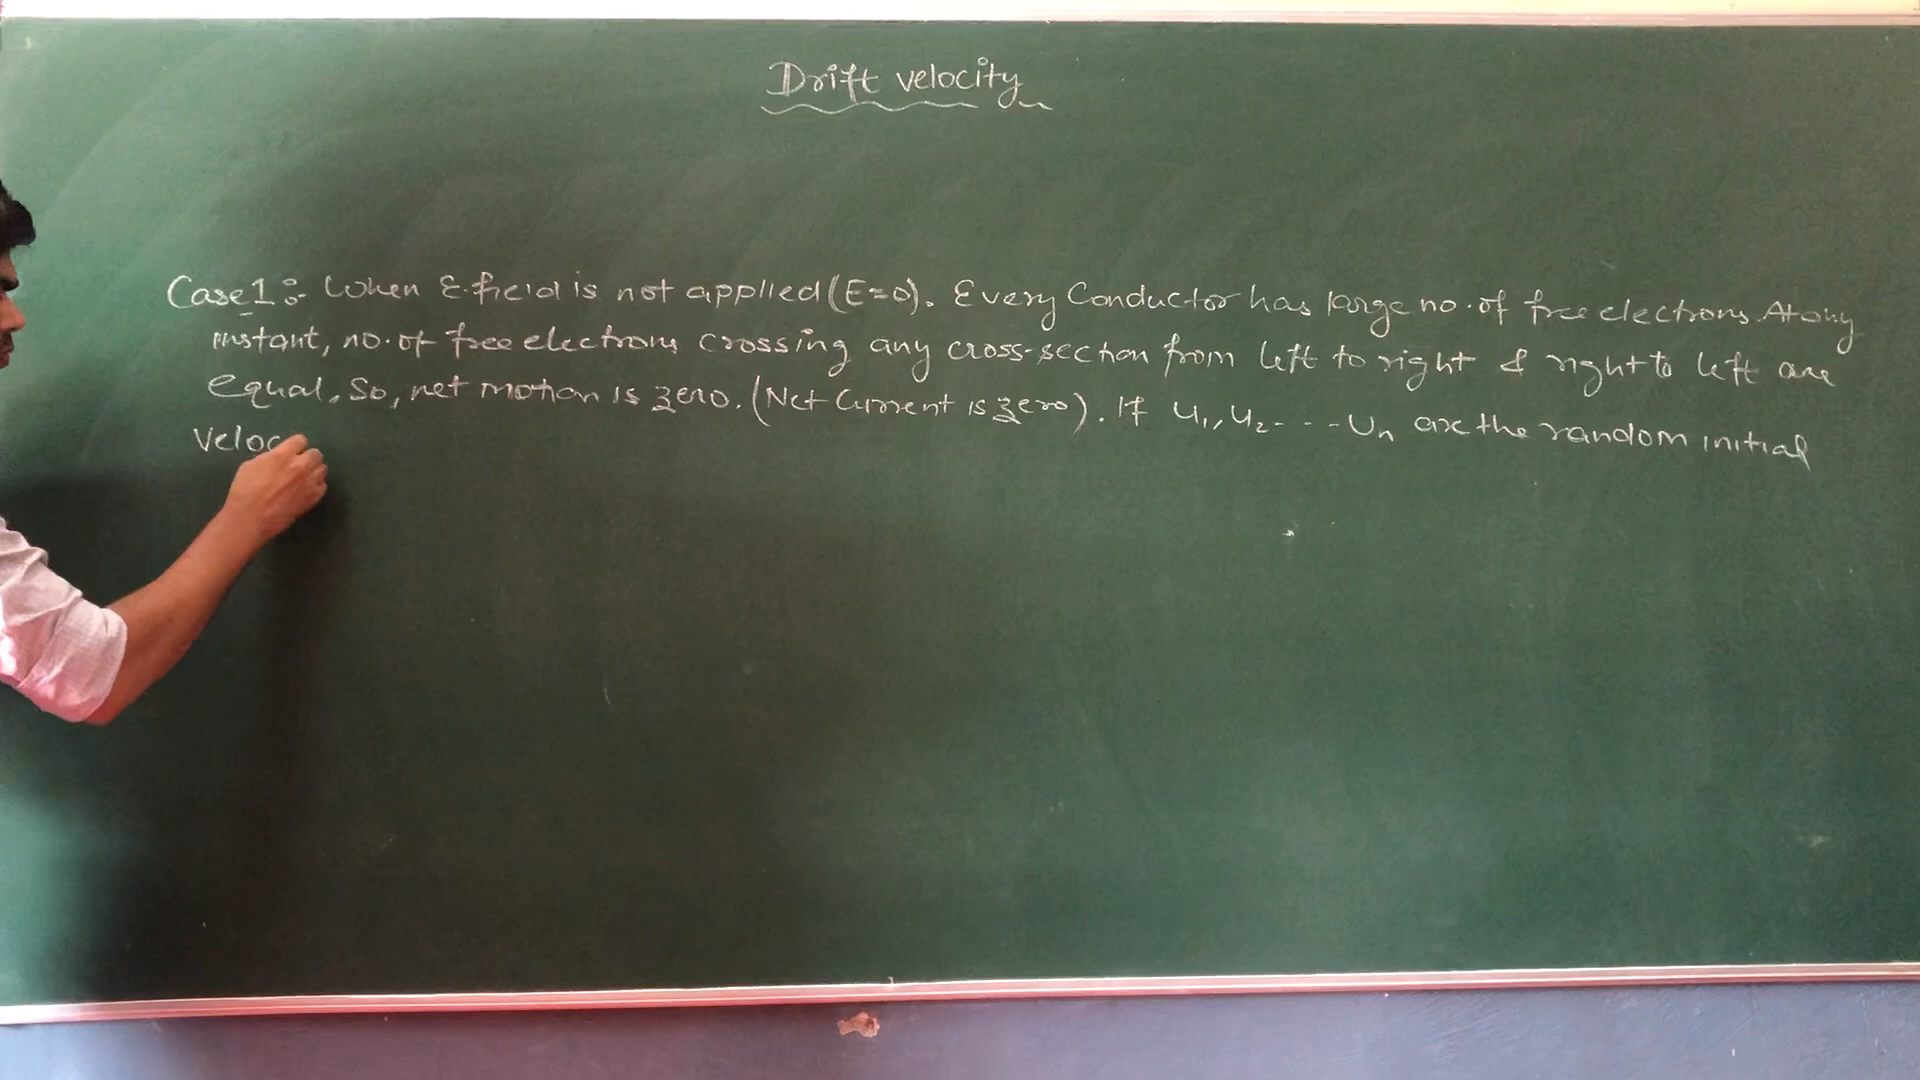 Drift velocity
Case 1 :- When E-field is not applied (E=0). Every Conductor has large no. of free electrons. At any
instant, no. of free electrons crossing any cross-section from left to right & right to left are
equal. So, net motion is zero. (Net Current is zero). If u₁, u₂ - - - uₙ are the random initial
Veloc